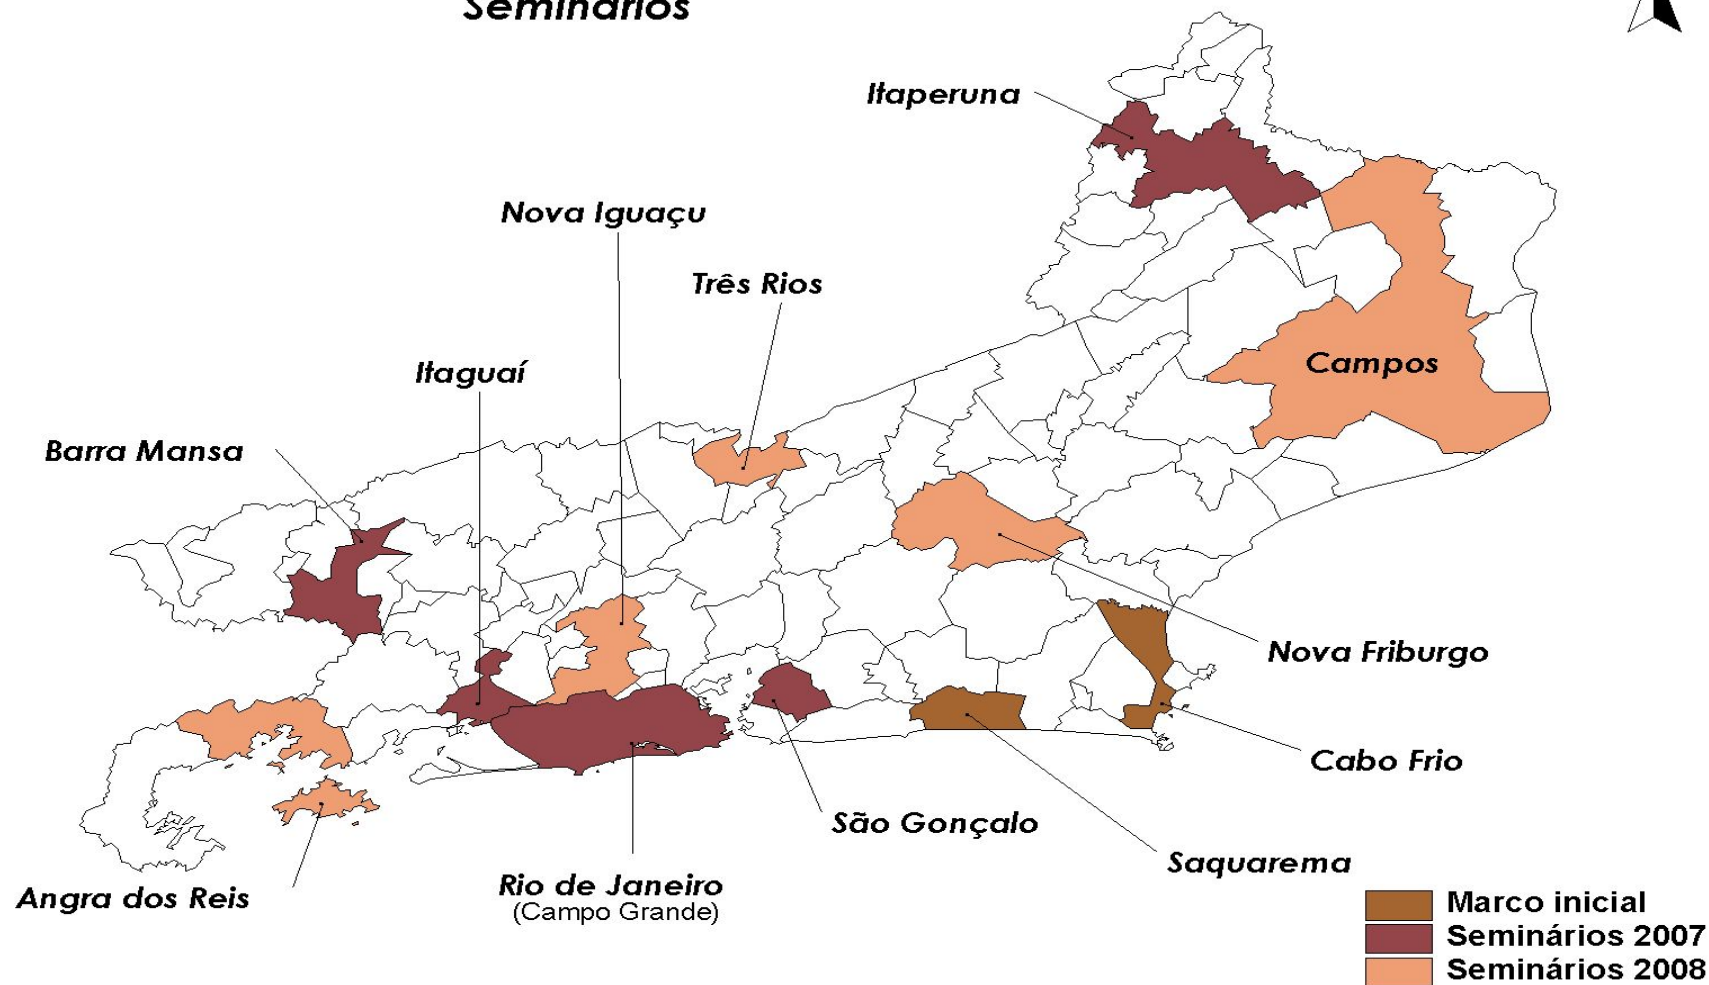 Seminários
Itaperuna
Nova Iguaçu
Três Rios
Itaguaí
Campos
Barra Mansa
Nova Friburgo
Cabo Frio
São Gonçalo
Saquarema
Rio de Janeiro
(Campo Grande)
Angra dos Reis
Marco inicial
Seminários 2007
Seminários 2008